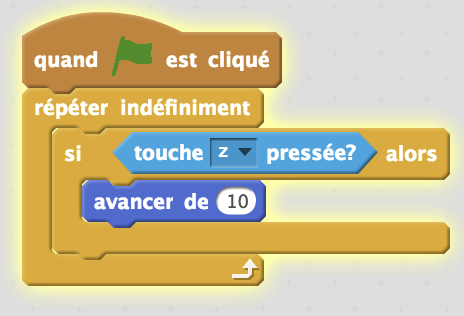 quand est cliqué
répéter indéfiniment
si touche z pressée? alors
avancer de 10